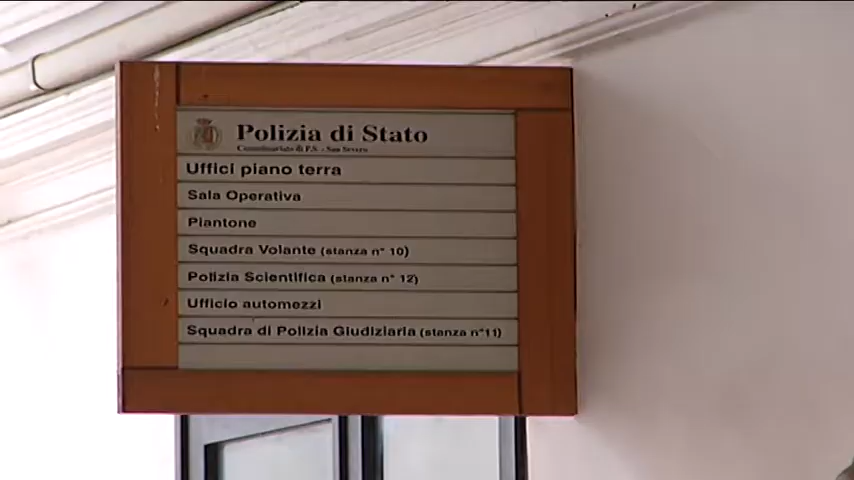 Polizia di Stato
Commissariato di P.S. - San Severo
Uffici piano terra
Sala Operativa
Piantone
Squadra Volante (stanza n° 10)
Polizia Scientifica (stanza n° 12)
Ufficio automezzi
Squadra di Polizia Giudiziaria (stanza n°11)